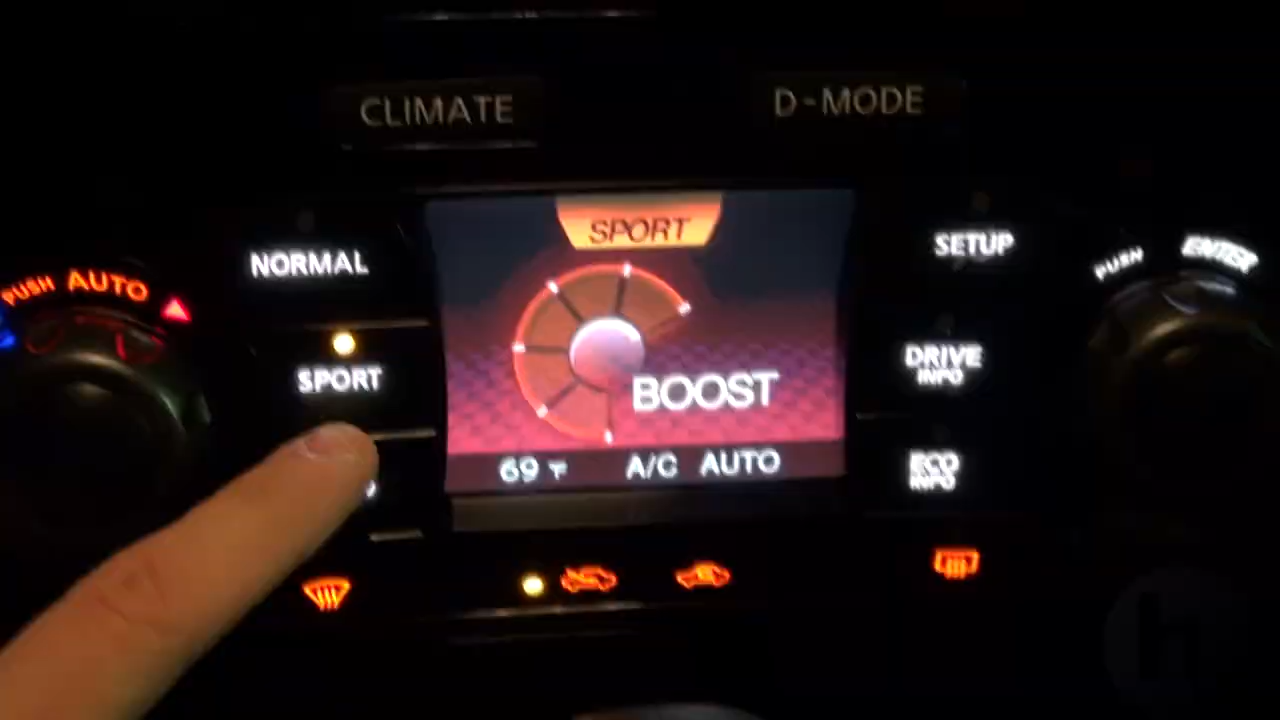 CLIMATE
D-MODE
NORMAL
SPORT
SETUP
PUSH AUTO
PUSH ENTER
SPORT
DRIVE
INFO
BOOST
69 °F A/C AUTO
ECO
INFO